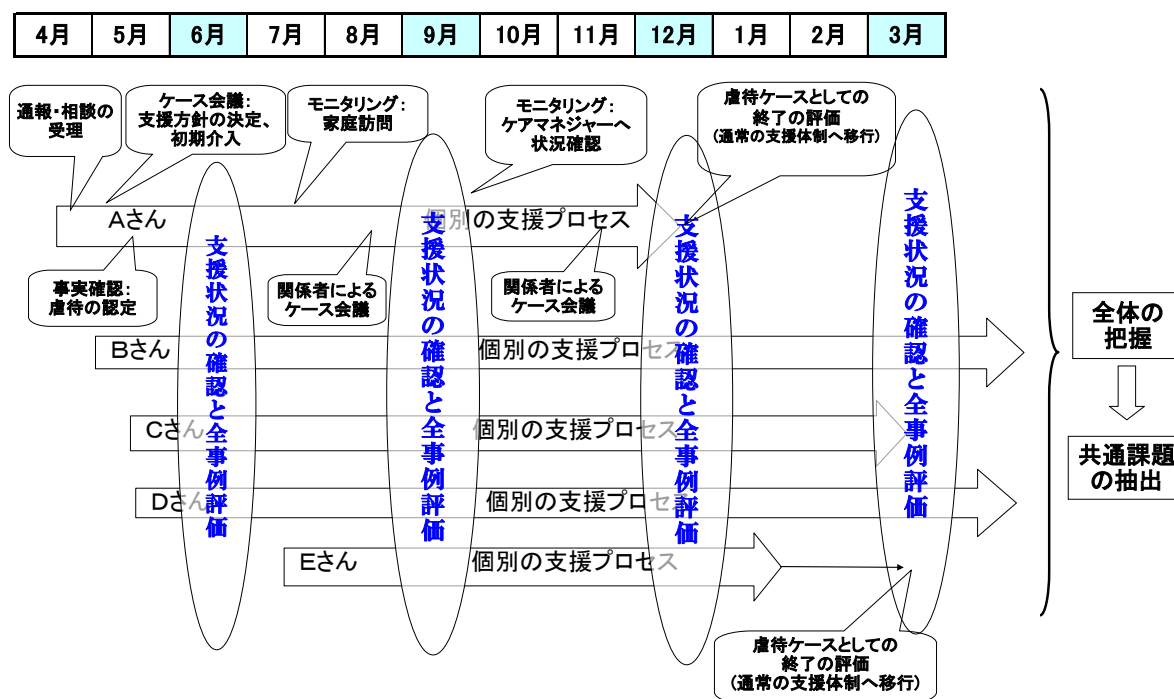 4月 5月 6月 7月 8月 9月 10月 11月 12月 1月 2月 3月
通報・相談の
受理
ケース会議：
支援方針の決定、
初期介入
モニタリング：
家庭訪問
モニタリング：
ケアマネジャーへ
状況確認
虐待ケースとしての
終了の評価
(通常の支援体制へ移行)
Aさん
個別の支援プロセス
事実確認：
虐待の認定
関係者による
ケース会議
関係者による
ケース会議
Bさん
個別の支援プロセス
Cさん
個別の支援プロセス
Dさん
個別の支援プロセス
Eさん
個別の支援プロセス
支援状況の確認と全事例評価
支援状況の確認と全事例評価
支援状況の確認と全事例評価
支援状況の確認と全事例評価
虐待ケースとしての
終了の評価
(通常の支援体制へ移行)
全体の
把握
共通課題
の抽出